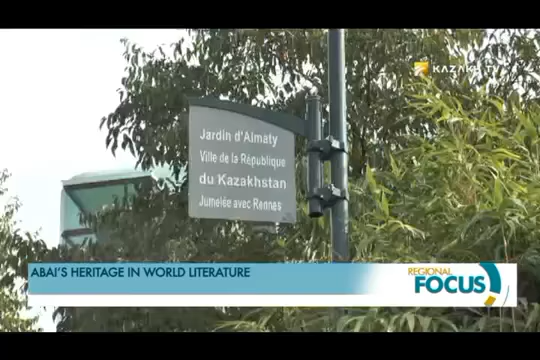 KAZAKH TV
Jardin d'Almaty
Ville de la République
du Kazakhstan
Jumelée avec Rennes
ABAI'S HERITAGE IN WORLD LITERATURE
REGIONAL
FOCUS